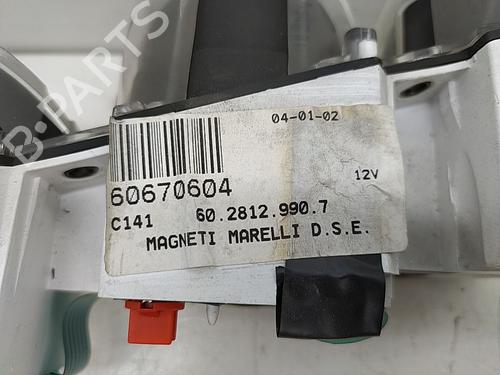 B-PARTS
04-01-02
60670604
12V
C141 60.2812.990.7
MAGNETI MARELLI D.S.E.